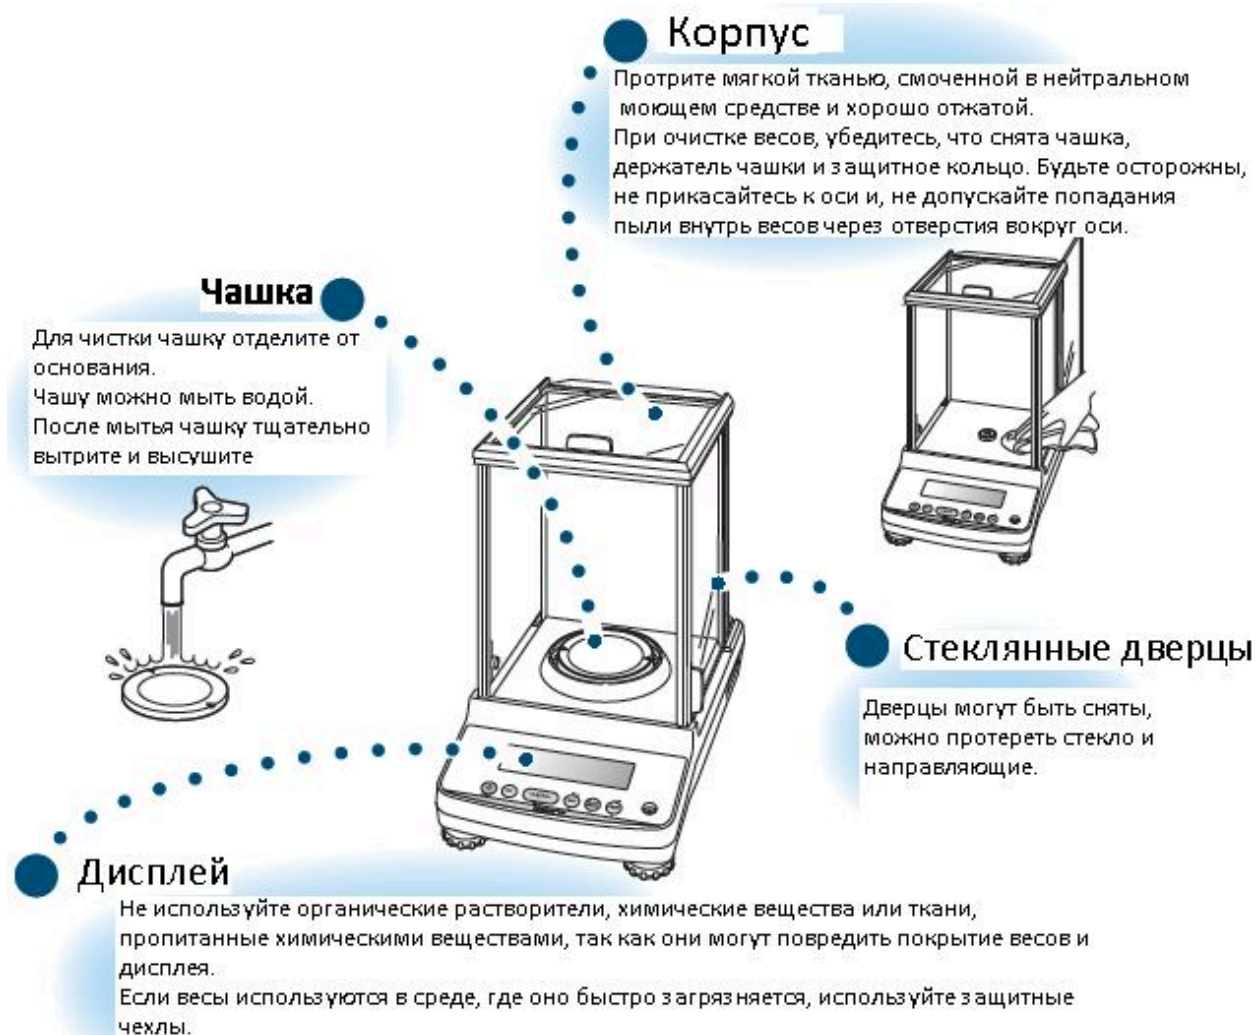 Корпус
Протрите мягкой тканью, смоченной в нейтральном
моющем средстве и хорошо отжатой.
При очистке весов, убедитесь, что снята чашка,
держатель чашки и защитное кольцо. Будьте осторожны,
не прикасайтесь к оси и, не допускайте попадания
пыли внутрь весов через отверстия вокруг оси.
Чашка
Для чистки чашку отделите от
основания.
Чашу можно мыть водой.
После мытья чашку тщательно
вытрите и высушите
Стеклянные дверцы
Дверцы могут быть сняты,
можно протереть стекло и
направляющие.
Дисплей
Не используйте органические растворители, химические вещества или ткани,
пропитанные химическими веществами, так как они могут повредить покрытие весов и
дисплея.
Если весы используются в среде, где оно быстро загрязняется, используйте защитные
чехлы.